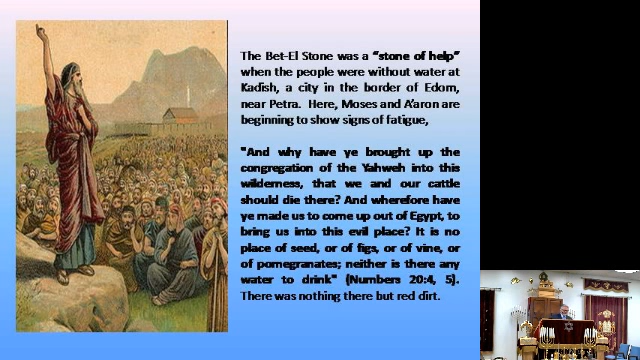 The Bet-El Stone was a “stone of help”
when the people were without water at
Kadish, a city in the border of Edom,
near Petra. Here, Moses and A'aron are
beginning to show signs of fatigue,
"And why have ye brought up the
congregation of the Yahweh into this
wilderness, that we and our cattle
should die there? And wherefore have
ye made us to come up out of Egypt, to
bring us into this evil place? It is no
place of seed, or of figs, or of vine, or
of pomegranates; neither is there any
water to drink" (Numbers 20:4, 5).
There was nothing there but red dirt.